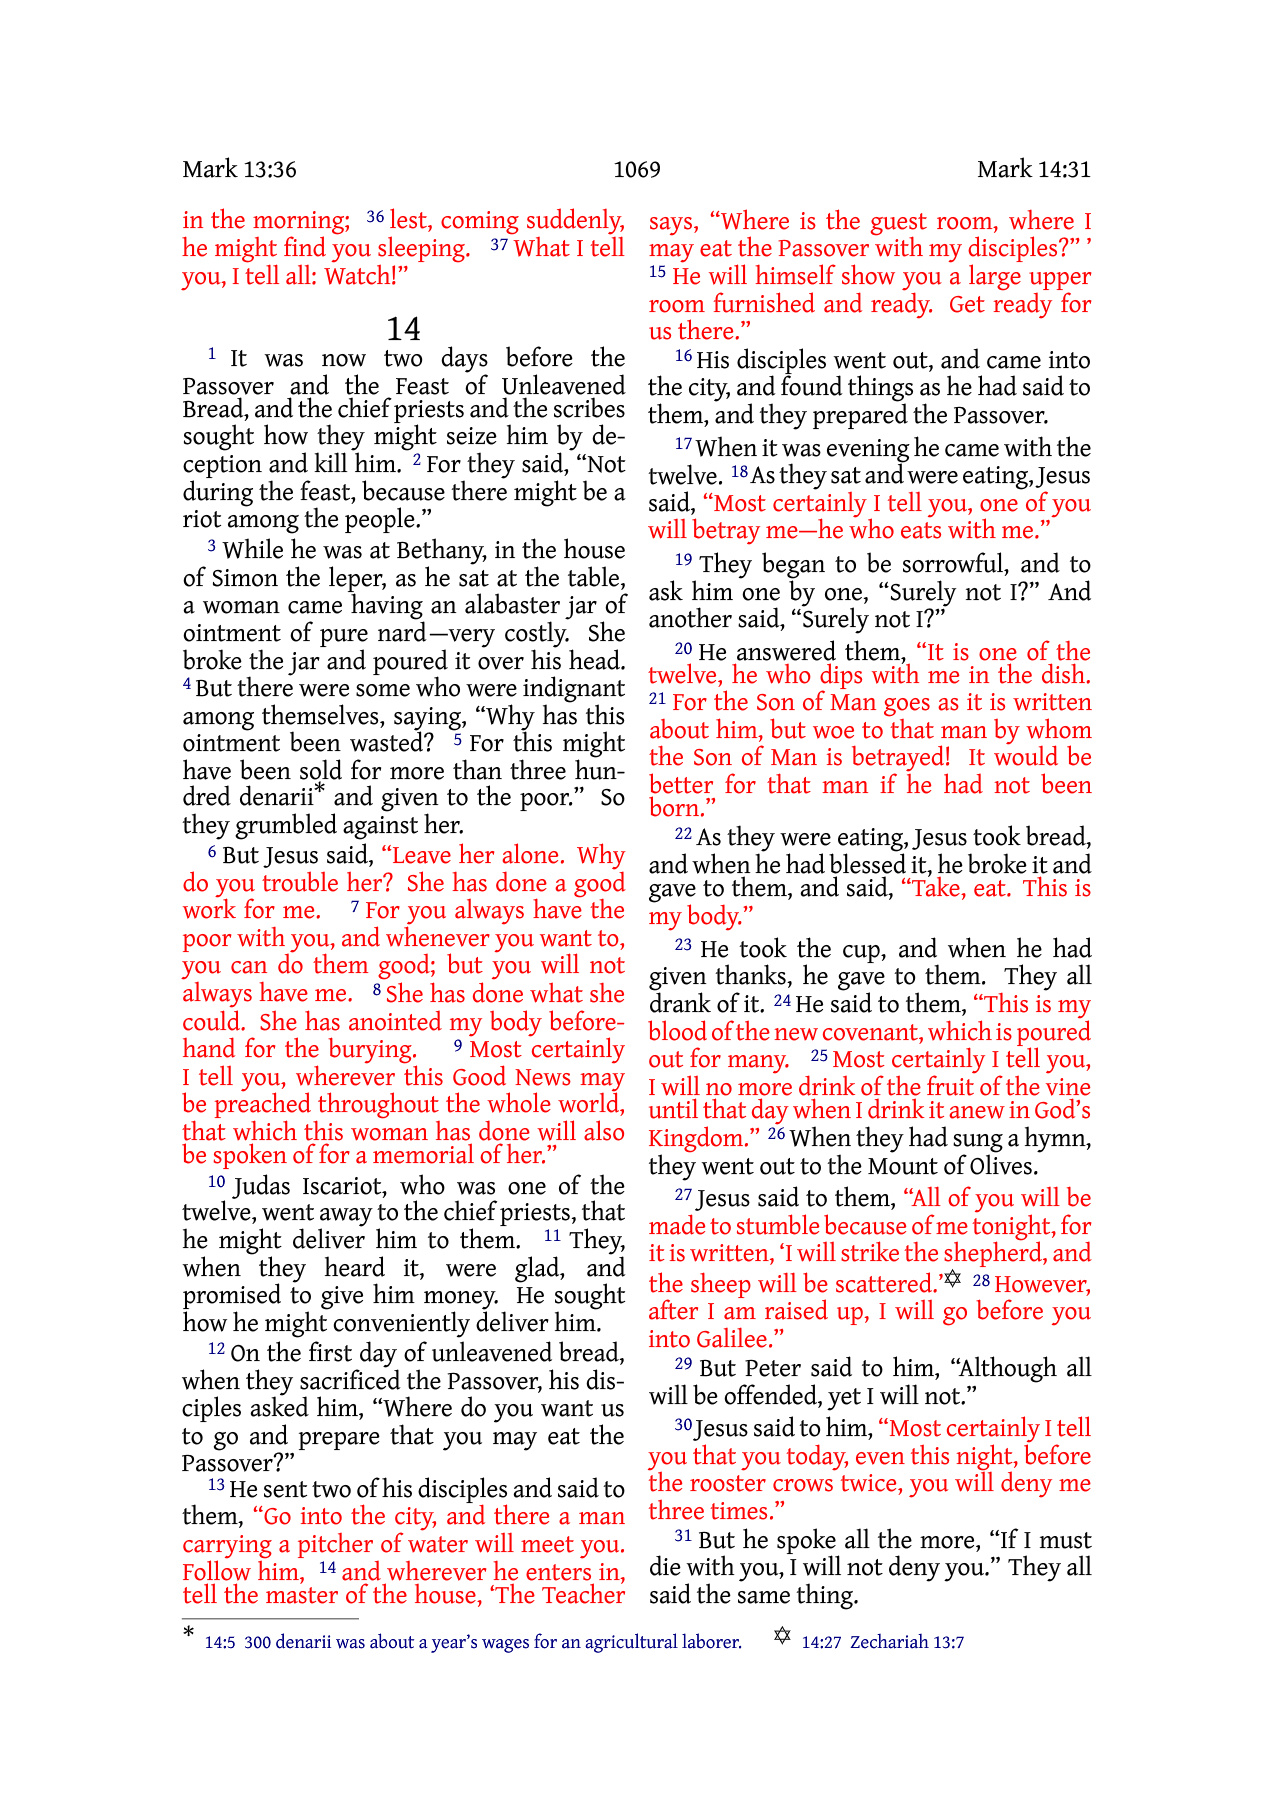 Mark 13:36 1069 Mark 14:31
in the morning; 36 lest, coming suddenly,
he might find you sleeping. 37 What I tell
you, I tell all: Watch!”
14
1 It was now two days before the
Passover and the Feast of Unleavened
Bread, and the chief priests and the scribes
sought how they might seize him by de-
ception and kill him. 2 For they said, “Not
during the feast, because there might be a
riot among the people.”
3 While he was at Bethany, in the house
of Simon the leper, as he sat at the table,
a woman came having an alabaster jar of
ointment of pure nard—very costly. She
broke the jar and poured it over his head.
4 But there were some who were indignant
among themselves, saying, “Why has this
ointment been wasted? 5 For this might
have been sold for more than three hun-
dred denarii* and given to the poor.” So
they grumbled against her.
6 But Jesus said, “Leave her alone. Why
do you trouble her? She has done a good
work for me. 7 For you always have the
poor with you, and whenever you want to,
you can do them good; but you will not
always have me. 8 She has done what she
could. She has anointed my body before-
hand for the burying. 9 Most certainly
I tell you, wherever this Good News may
be preached throughout the whole world,
that which this woman has done will also
be spoken of for a memorial of her.”
10 Judas Iscariot, who was one of the
twelve, went away to the chief priests, that
he might deliver him to them. 11 They,
when they heard it, were glad, and
promised to give him money. He sought
how he might conveniently deliver him.
12 On the first day of unleavened bread,
when they sacrificed the Passover, his dis-
ciples asked him, “Where do you want us
to go and prepare that you may eat the
Passover?”
13 He sent two of his disciples and said to
them, “Go into the city, and there a man
carrying a pitcher of water will meet you.
Follow him, 14 and wherever he enters in,
tell the master of the house, ‘The Teacher
says, “Where is the guest room, where I
may eat the Passover with my disciples?” ’
15 He will himself show you a large upper
room furnished and ready. Get ready for
us there.”
16 His disciples went out, and came into
the city, and found things as he had said to
them, and they prepared the Passover.
17 When it was evening he came with the
twelve. 18 As they sat and were eating, Jesus
said, “Most certainly I tell you, one of you
will betray me—he who eats with me.”
19 They began to be sorrowful, and to
ask him one by one, “Surely not I?” And
another said, “Surely not I?”
20 He answered them, “It is one of the
twelve, he who dips with me in the dish.
21 For the Son of Man goes as it is written
about him, but woe to that man by whom
the Son of Man is betrayed! It would be
better for that man if he had not been
born.”
22 As they were eating, Jesus took bread,
and when he had blessed it, he broke it and
gave to them, and said, “Take, eat. This is
my body.”
23 He took the cup, and when he had
given thanks, he gave to them. They all
drank of it. 24 He said to them, “This is my
blood of the new covenant, which is poured
out for many. 25 Most certainly I tell you,
I will no more drink of the fruit of the vine
until that day when I drink it anew in God’s
Kingdom.” 26 When they had sung a hymn,
they went out to the Mount of Olives.
27 Jesus said to them, “All of you will be
made to stumble because of me tonight, for
it is written, ‘I will strike the shepherd, and
the sheep will be scattered.’✡ 28 However,
after I am raised up, I will go before you
into Galilee.”
29 But Peter said to him, “Although all
will be offended, yet I will not.”
30 Jesus said to him, “Most certainly I tell
you that you today, even this night, before
the rooster crows twice, you will deny me
three times.”
31 But he spoke all the more, “If I must
die with you, I will not deny you.” They all
said the same thing.
* 14:5 300 denarii was about a year’s wages for an agricultural laborer. ✡ 14:27 Zechariah 13:7